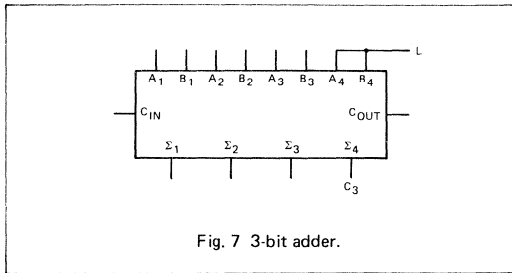 L
A1 B1 A2 B2 A3 B3 A4 B4
CIN COUT
Σ1 Σ2 Σ3 Σ4
C3
Fig. 7 3-bit adder.